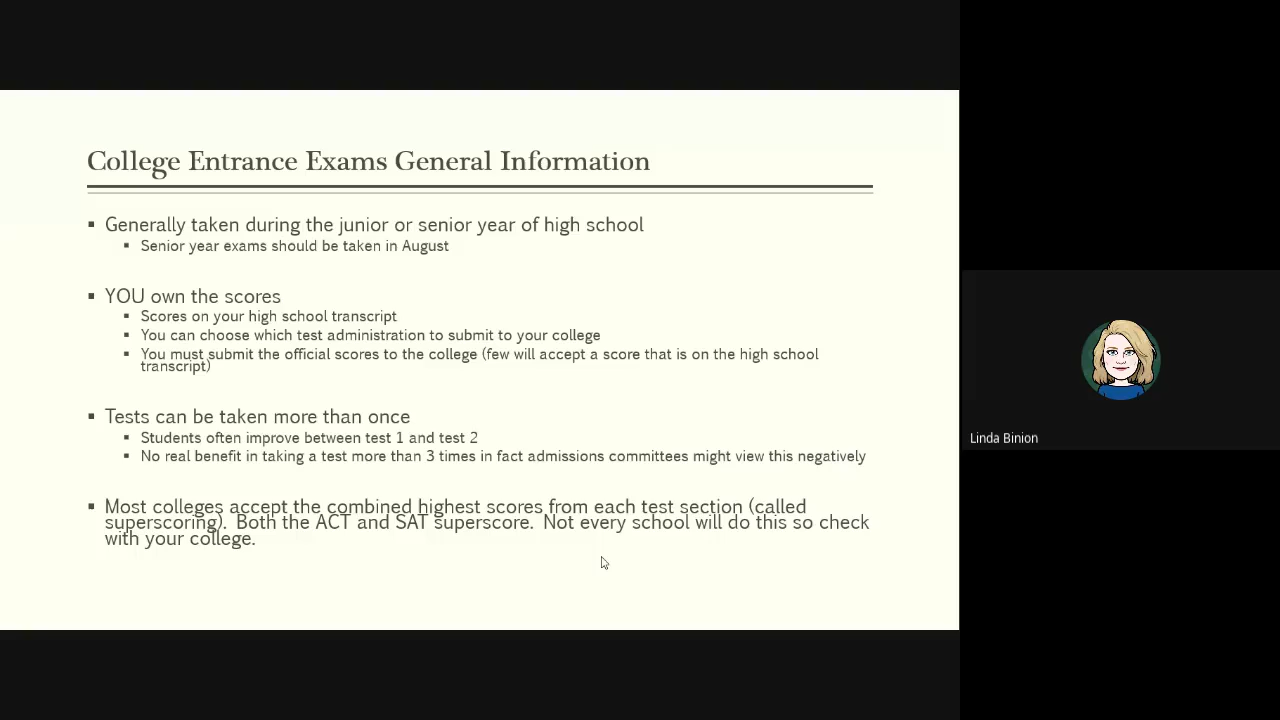 College Entrance Exams General Information
▪ Generally taken during the junior or senior year of high school
▪ Senior year exams should be taken in August
▪ YOU own the scores
▪ Scores on your high school transcript
▪ You can choose which test administration to submit to your college
▪ You must submit the official scores to the college (few will accept a score that is on the high school
transcript)
▪ Tests can be taken more than once
▪ Students often improve between test 1 and test 2
▪ No real benefit in taking a test more than 3 times in fact admissions committees might view this negatively
▪ Most colleges accept the combined highest scores from each test section (called
superscoring). Both the ACT and SAT superscore. Not every school will do this so check
with your college.
Linda Binion